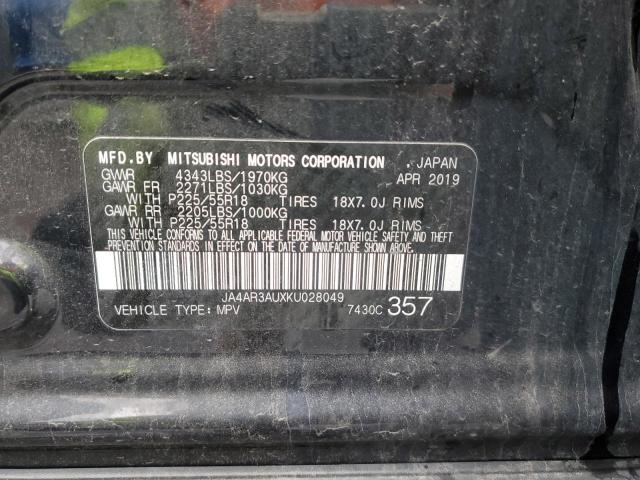 MFD.BY MITSUBISHI MOTORS CORPORATION , JAPAN
GVWR 4343LBS/1970KG APR 2019
GAWR FR 2271LBS/1030KG
WITH P225/55R18 TIRES 18X7.0J RIMS
GAWR RR 2205LBS/1000KG
WITH P225/55R18 TIRES 18X7.0J RIMS
THIS VEHICLE CONFORMS TO ALL APPLICABLE FEDERAL MOTOR VEHICLE SAFETY AND THEFT
PREVENTION STANDARDS IN EFFECT ON THE DATE OF MANUFACTURE SHOWN ABOVE.
JA4AR3AUXKU028049
VEHICLE TYPE: MPV 7430C 357